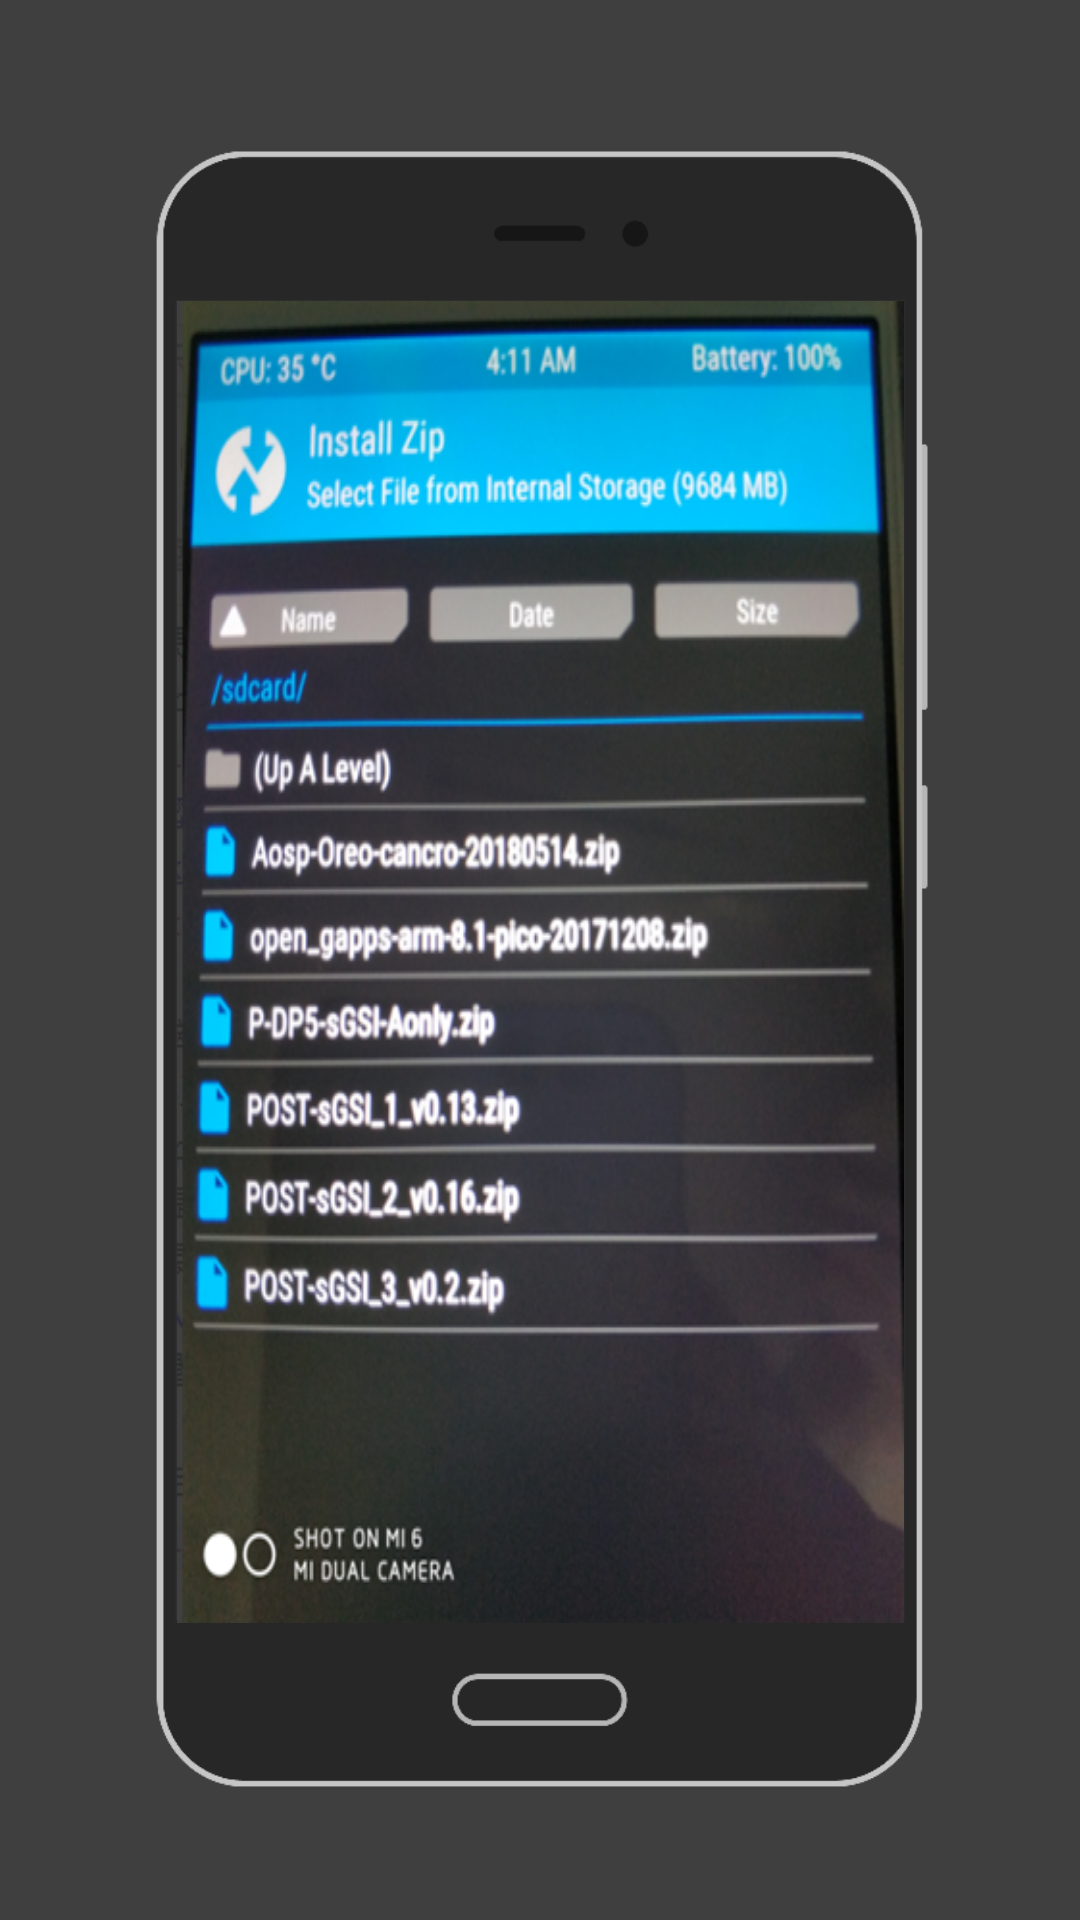 CPU: 35 °C 4:11 AM Battery: 100%
Install Zip
Select File from Internal Storage (9684 MB)
Name Date Size
/sdcard/
(Up A Level)
Aosp-Oreo-cancro-20180514.zip
open_gapps-arm-8.1-pico-20171208.zip
P-DP5-sGSI-Aonly.zip
POST-sGSI_1_v0.13.zip
POST-sGSI_2_v0.16.zip
POST-sGSI_3_v0.2.zip
SHOT ON MI 6
MI DUAL CAMERA